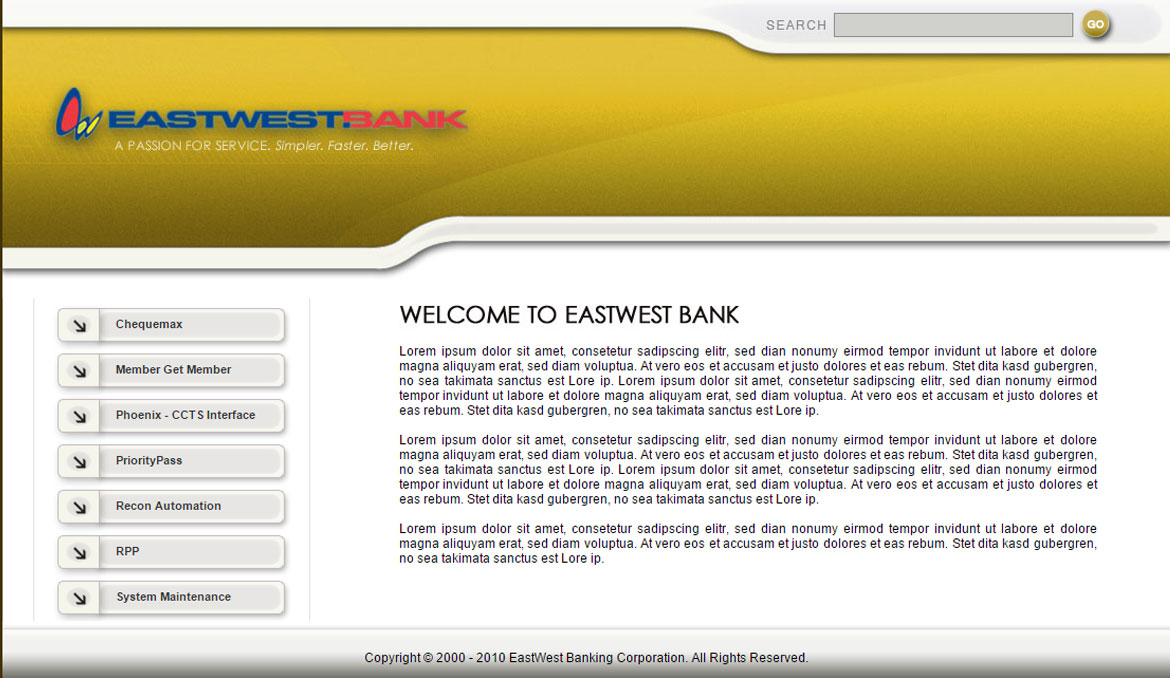 SEARCH GO
EASTWEST.BANK
A PASSION FOR SERVICE. Simpler. Faster. Better.
Chequemax
Member Get Member
Phoenix - CCTS Interface
PriorityPass
Recon Automation
RPP
System Maintenance
WELCOME TO EASTWEST BANK
Lorem ipsum dolor sit amet, consetetur sadipscing elitr, sed dian nonumy eirmod tempor invidunt ut labore et dolore
magna aliquyam erat, sed diam voluptua. At vero eos et accusam et justo dolores et eas rebum. Stet dita kasd gubergren,
no sea takimata sanctus est Lore ip. Lorem ipsum dolor sit amet, consetetur sadipscing elitr, sed dian nonumy eirmod
tempor invidunt ut labore et dolore magna aliquyam erat, sed diam voluptua. At vero eos et accusam et justo dolores et
eas rebum. Stet dita kasd gubergren, no sea takimata sanctus est Lore ip.
Lorem ipsum dolor sit amet, consetetur sadipscing elitr, sed dian nonumy eirmod tempor invidunt ut labore et dolore
magna aliquyam erat, sed diam voluptua. At vero eos et accusam et justo dolores et eas rebum. Stet dita kasd gubergren,
no sea takimata sanctus est Lore ip. Lorem ipsum dolor sit amet, consetetur sadipscing elitr, sed dian nonumy eirmod
tempor invidunt ut labore et dolore magna aliquyam erat, sed diam voluptua. At vero eos et accusam et justo dolores et
eas rebum. Stet dita kasd gubergren, no sea takimata sanctus est Lore ip.
Lorem ipsum dolor sit amet, consetetur sadipscing elitr, sed dian nonumy eirmod tempor invidunt ut labore et dolore
magna aliquyam erat, sed diam voluptua. At vero eos et accusam et justo dolores et eas rebum. Stet dita kasd gubergren,
no sea takimata sanctus est Lore ip.
Copyright © 2000 - 2010 EastWest Banking Corporation. All Rights Reserved.